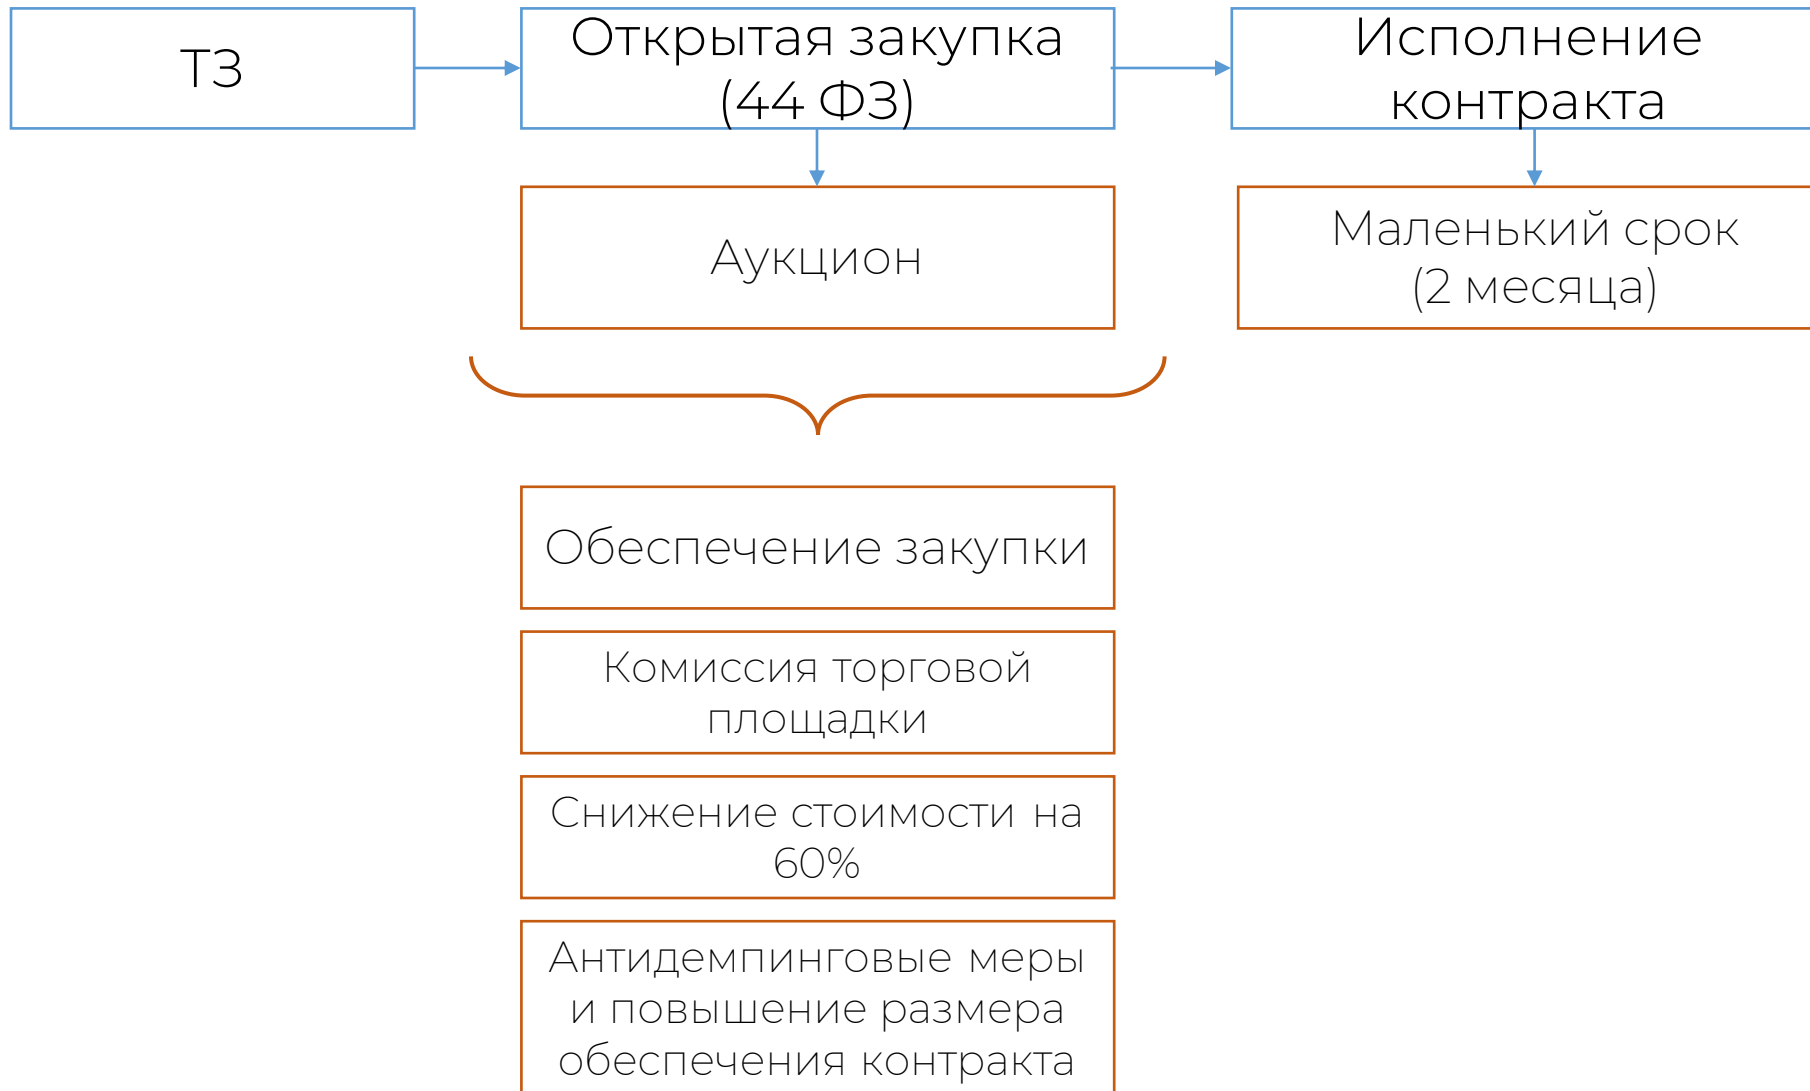 ТЗ
Открытая закупка
(44 ФЗ)
Исполнение
контракта
Аукцион
Маленький срок
(2 месяца)
Обеспечение закупки
Комиссия торговой
площадки
Снижение стоимости на
60%
Антидемпинговые меры
и повышение размера
обеспечения контракта